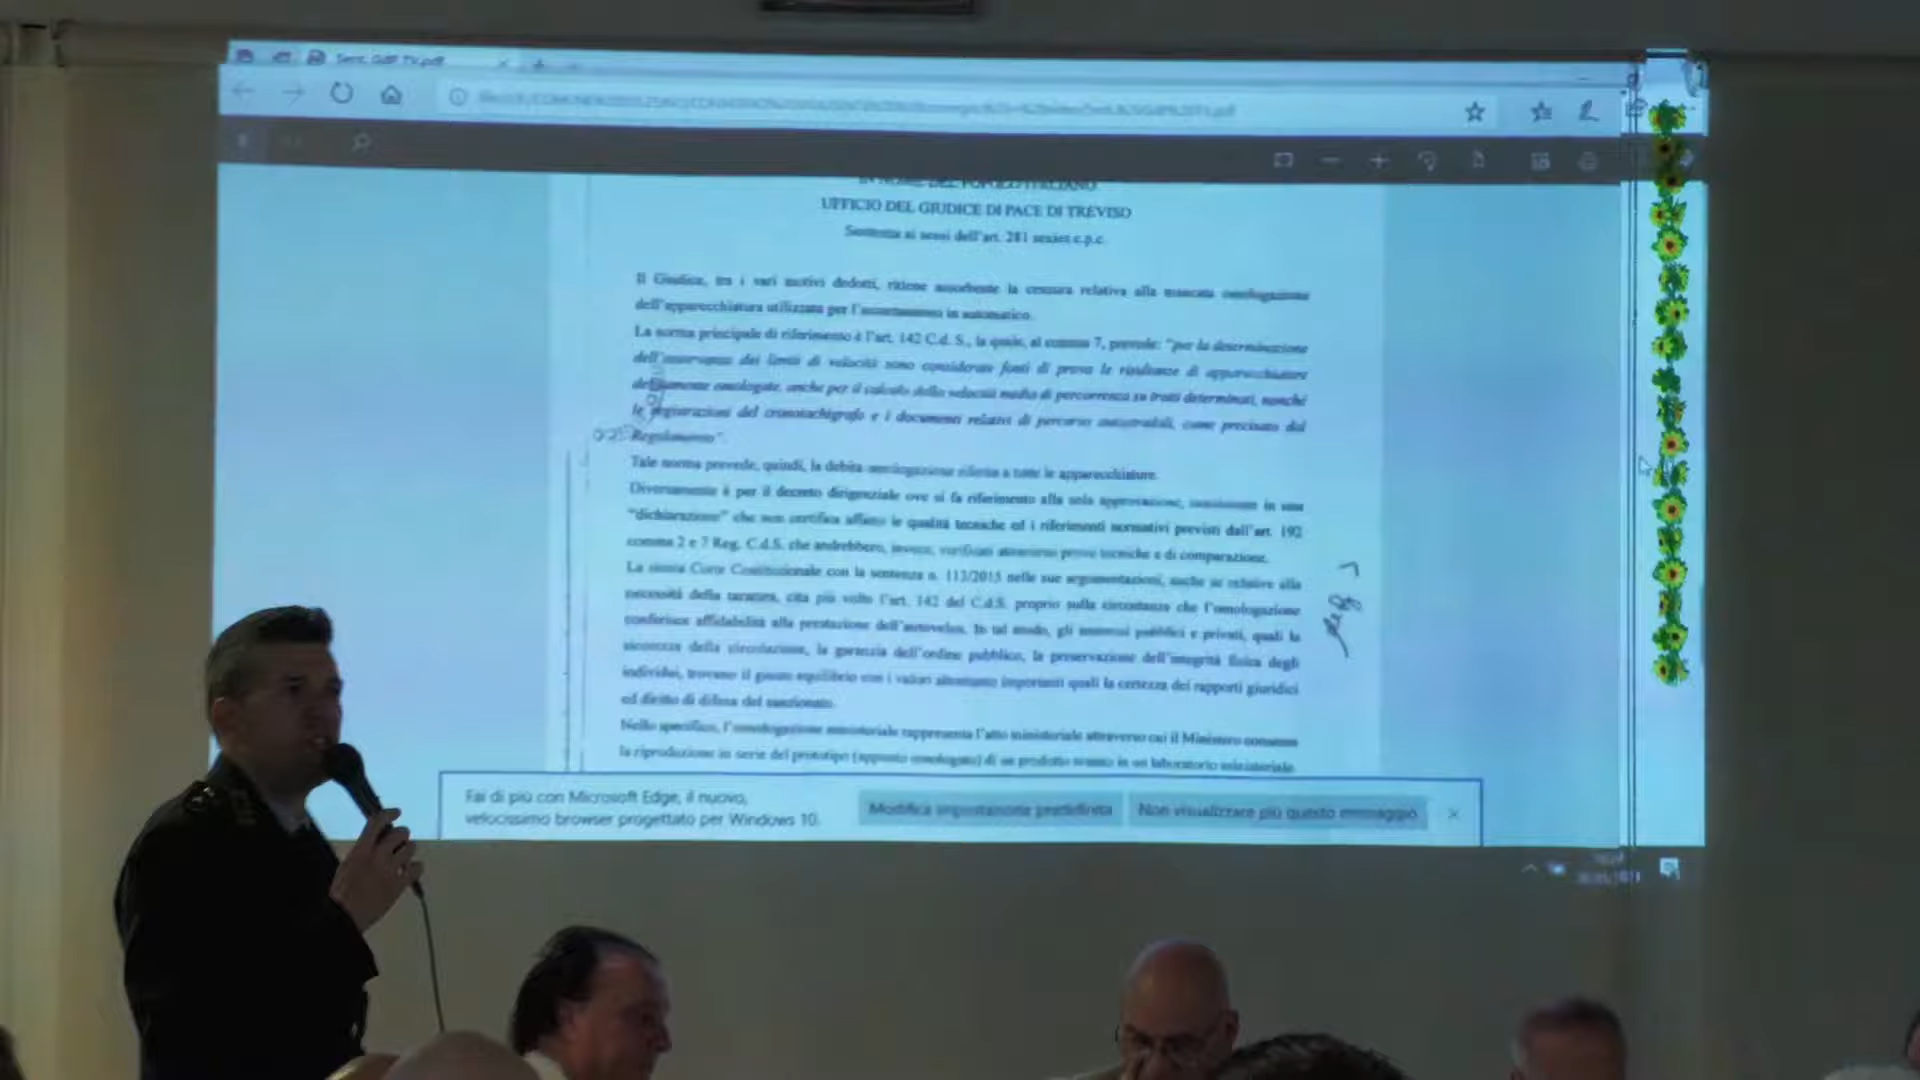 Sent. GdP TV.pdf
IN NOME DEL POPOLO ITALIANO
UFFICIO DEL GIUDICE DI PACE DI TREVISO
Sentenza ai sensi dell'art. 281 sexies c.p.c.
Il Giudice, tra i vari motivi dedotti, ritiene assorbente la censura relativa alla mancata omologazione
dell'apparecchiatura utilizzata per l'accertamento in automatico.
La norma principale di riferimento è l'art. 142 C.d. S., la quale, al comma 7, prevede: "per la determinazione
dell'osservanza dei limiti di velocità sono considerate fonti di prova le risultanze di apparecchiature
debitamente omologate, anche per il calcolo della velocità media di percorrenza su tratti determinati, nonché
le registrazioni del cronotachigrafo e i documenti relativi ai percorsi autostradali, come precisato dal
Regolamento".
Tale norma prevede, quindi, la debita omologazione riferita a tutte le apparecchiature.
Diversamente è per il decreto dirigenziale ove si fa riferimento alla sola approvazione, consistente in una
"dichiarazione" che non certifica affatto le qualità tecniche ed i riferimenti normativi previsti dall'art. 192
comma 2 e 7 Reg. C.d.S. che andrebbero, invece, verificati attraverso prove tecniche e di comparazione.
La stessa Corte Costituzionale con la sentenza n. 113/2015 nelle sue argomentazioni, anche se relative alla
necessità della taratura, cita più volte l'art. 142 del C.d.S. proprio sulla circostanza che l'omologazione
conferisce affidabilità alla prestazione dell'autovelox. In tal modo, gli interessi pubblici e privati, quali la
sicurezza della circolazione, la garanzia dell'ordine pubblico, la preservazione dell'integrità fisica degli
individui, trovano il giusto equilibrio con i valori altrettanto importanti quali la certezza dei rapporti giuridici
ed diritto di difesa del sanzionato.
Nello specifico, l'omologazione ministeriale rappresenta l'atto ministeriale attraverso cui il Ministero consente
la riproduzione in serie del prototipo (appunto omologato) di un prodotto testato in un laboratorio ministeriale
Fai di più con Microsoft Edge, il nuovo,
velocissimo browser progettato per Windows 10.
Modifica impostazione predefinita
Non visualizzare più questo messaggio